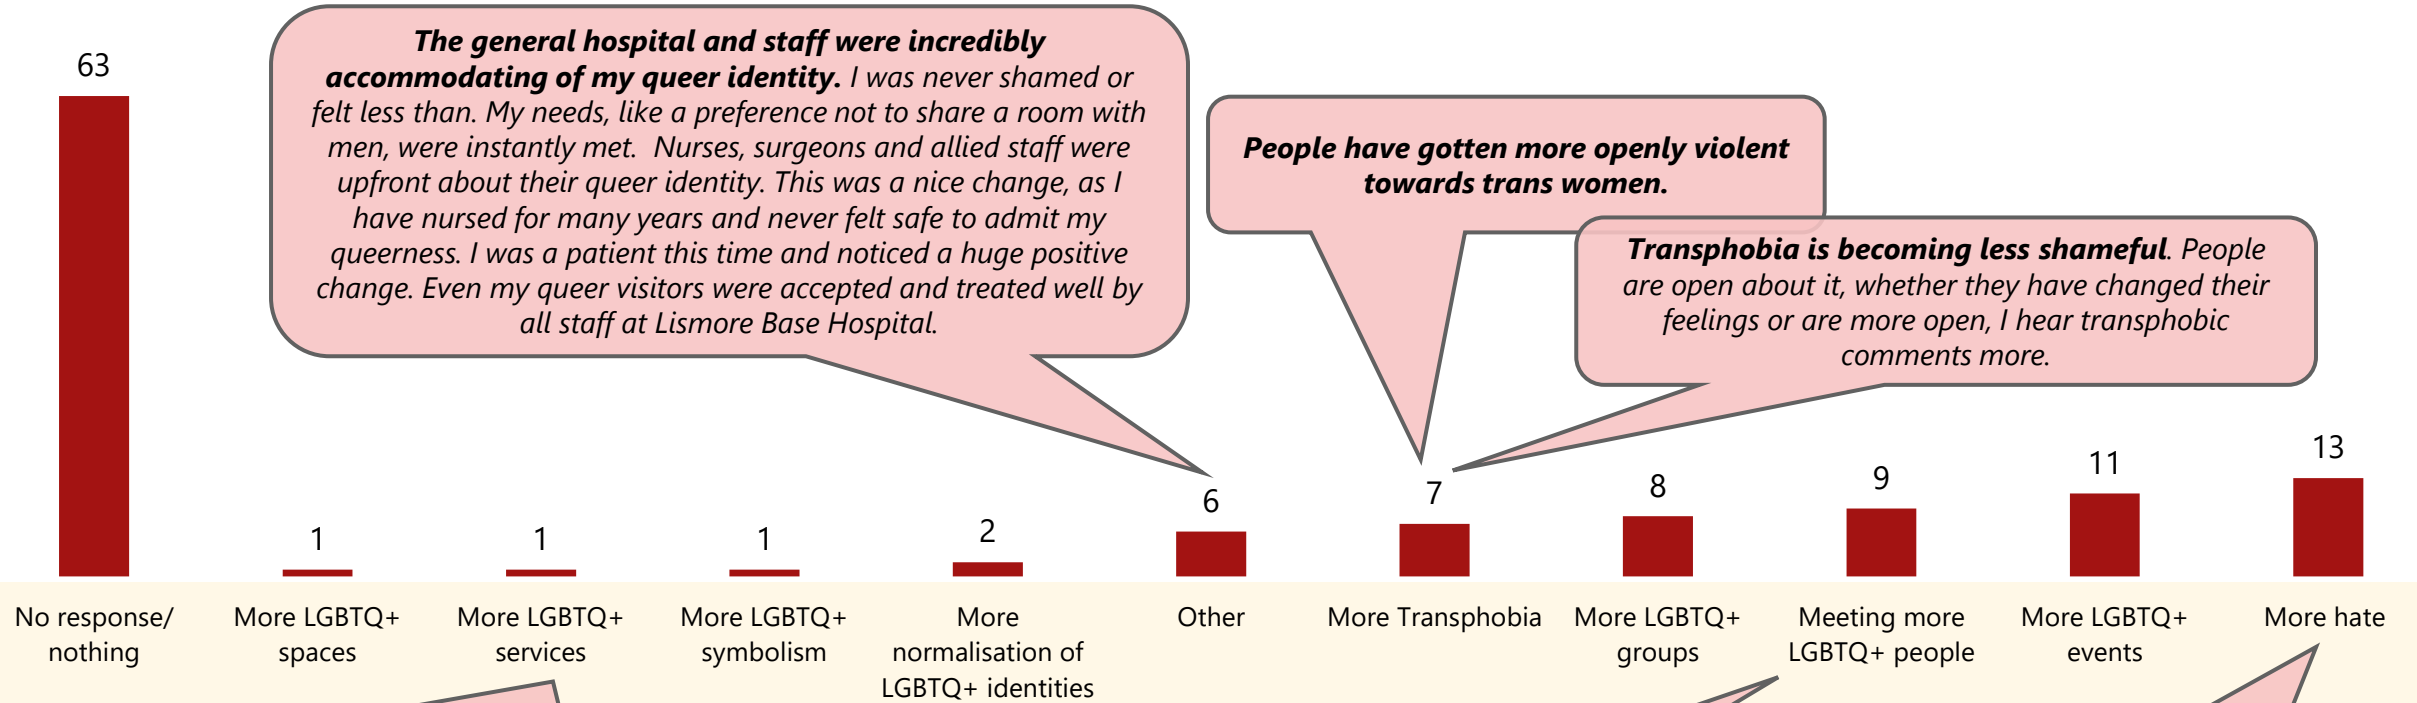 63
The general hospital and staff were incredibly
accommodating of my queer identity. I was never shamed or
felt less than. My needs, like a preference not to share a room with
men, were instantly met.  Nurses, surgeons and allied staff were
upfront about their queer identity. This was a nice change, as I
have nursed for many years and never felt safe to admit my
queerness. I was a patient this time and noticed a huge positive
change. Even my queer visitors were accepted and treated well by
all staff at Lismore Base Hospital.
People have gotten more openly violent
towards trans women.
Transphobia is becoming less shameful. People
are open about it, whether they have changed their
feelings or are more open, I hear transphobic
comments more.
1
1
1
2
6
7
8
9
11
13
No response/
nothing
More LGBTQ+
spaces
More LGBTQ+
services
More LGBTQ+
symbolism
More
normalisation of
LGBTQ+ identities
Other
More Transphobia
More LGBTQ+
groups
Meeting more
LGBTQ+ people
More LGBTQ+
events
More hate